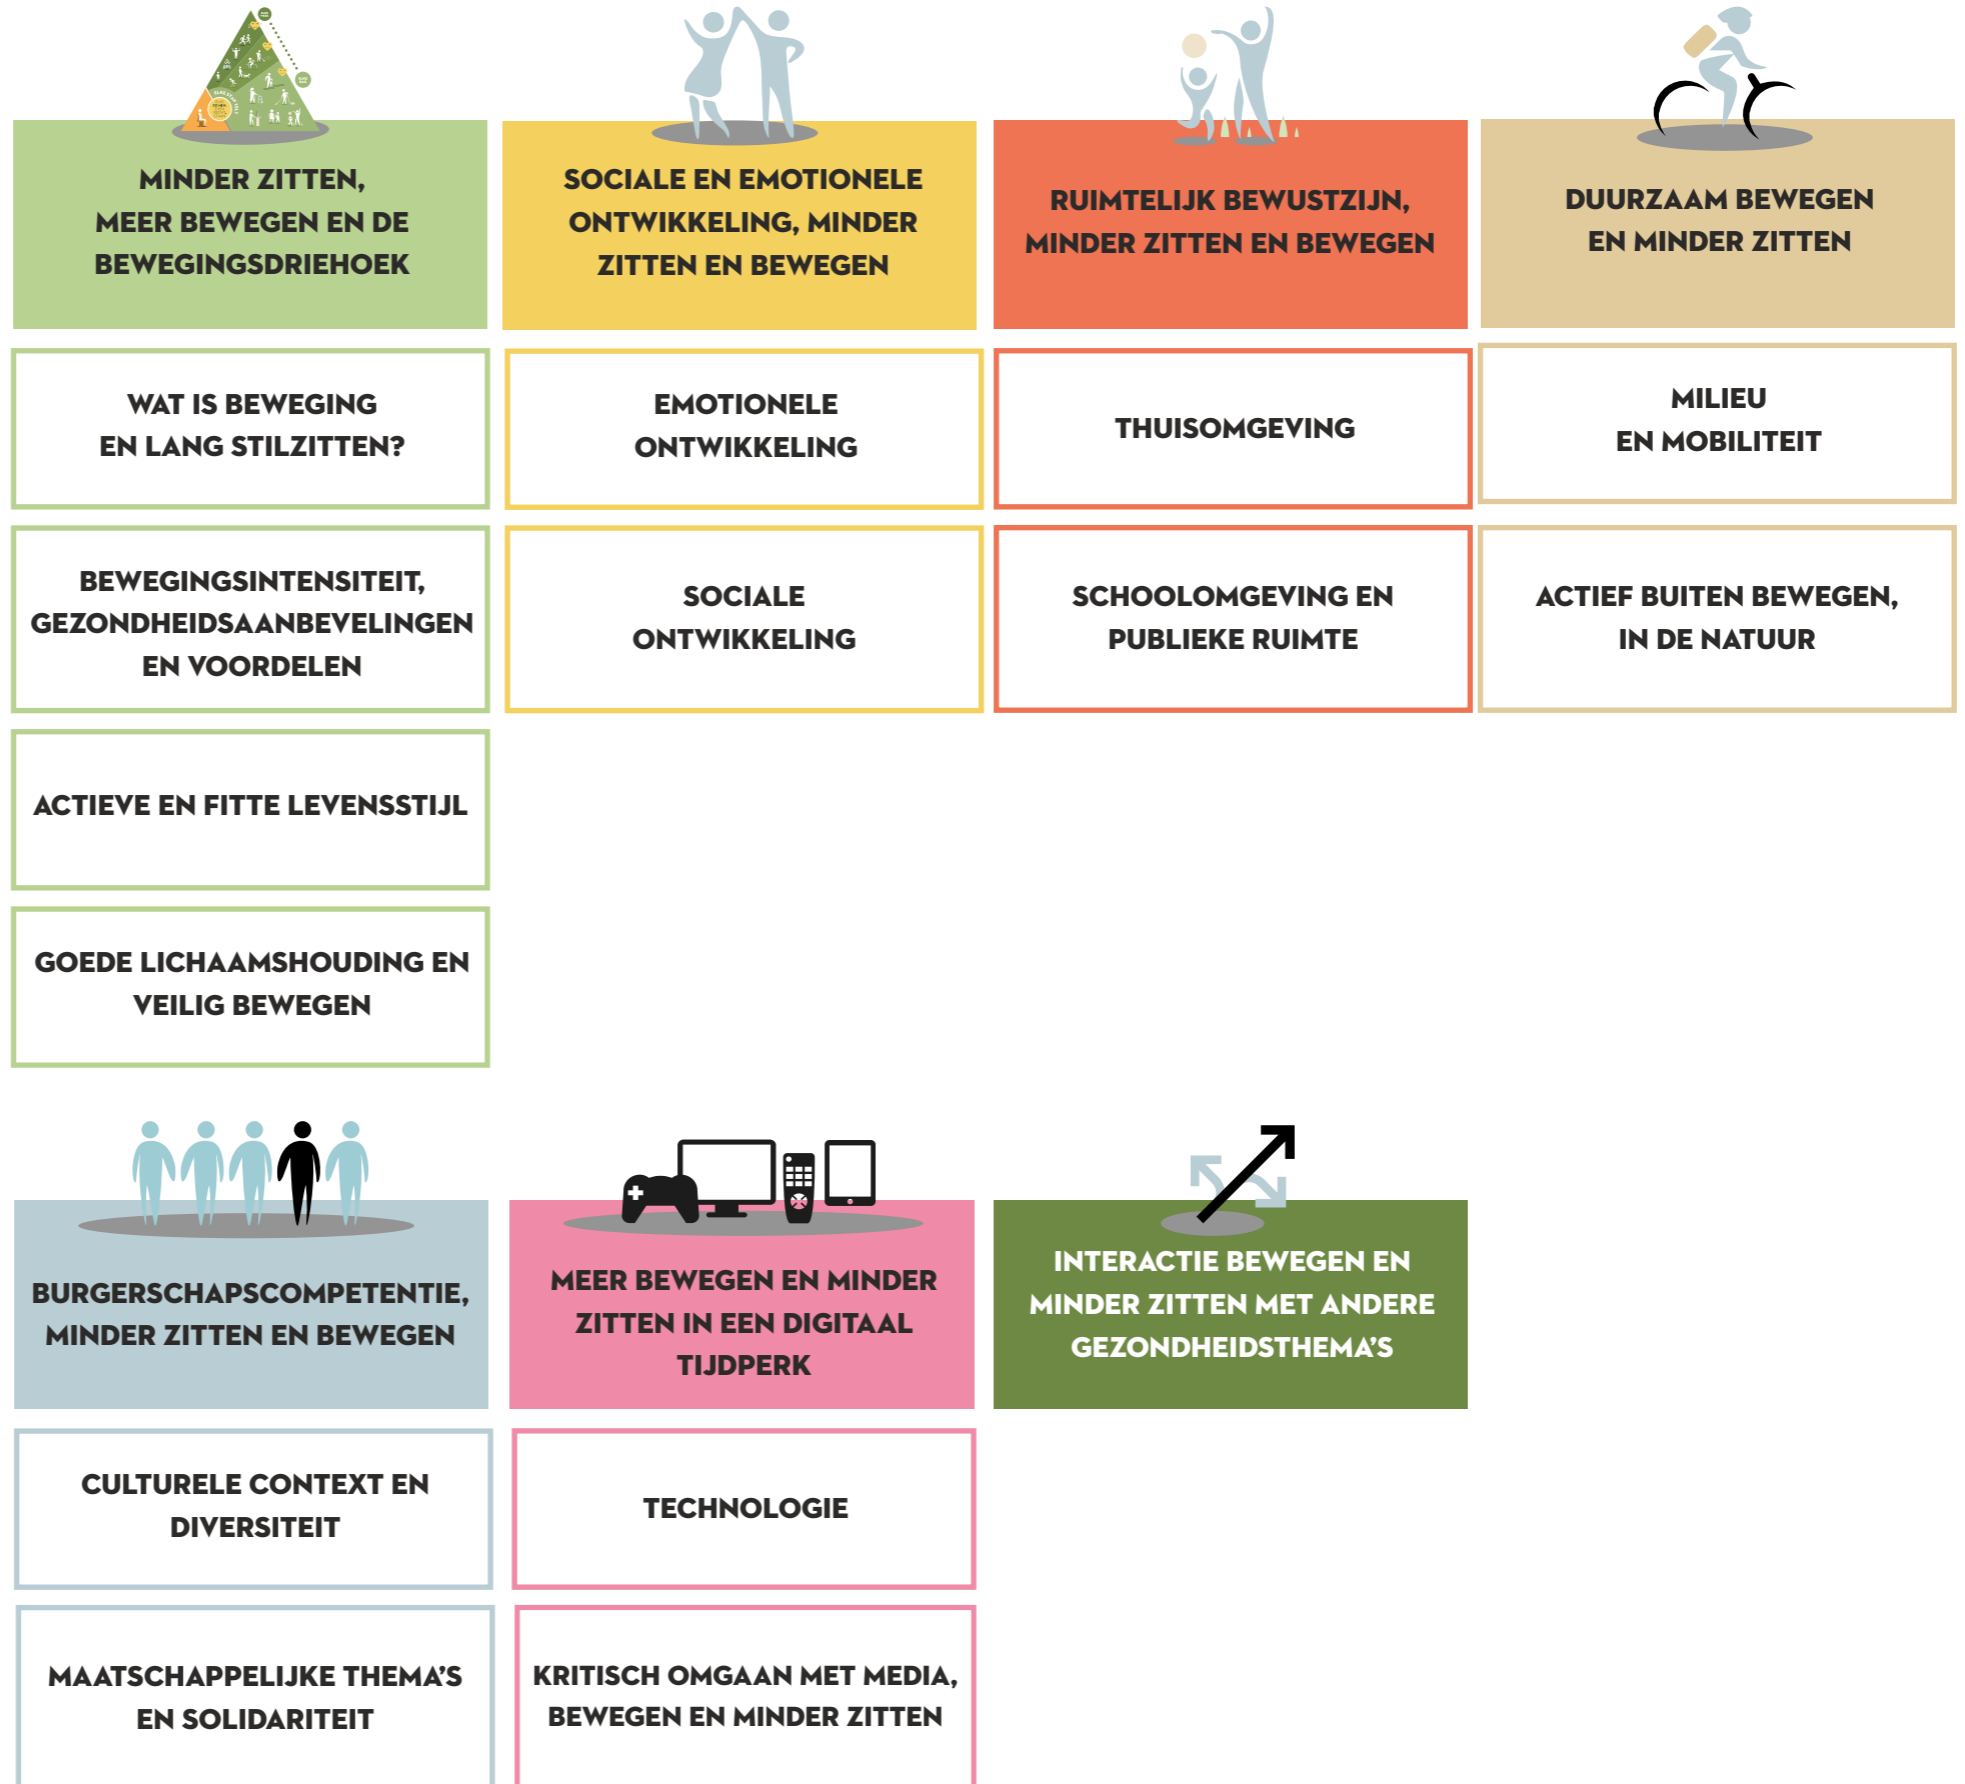 MINDER ZITTEN,
MEER BEWEGEN EN DE
BEWEGINGSDRIEHOEK
WAT IS BEWEGING
EN LANG STILZITTEN?
BEWEGINGSINTENSITEIT,
GEZONDHEIDSAANBEVELINGEN
EN VOORDELEN
ACTIEVE EN FITTE LEVENSSTIJL
GOEDE LICHAAMSHOUDING EN
VEILIG BEWEGEN
SOCIALE EN EMOTIONELE
ONTWIKKELING, MINDER
ZITTEN EN BEWEGEN
EMOTIONELE
ONTWIKKELING
SOCIALE
ONTWIKKELING
RUIMTELIJK BEWUSTZIJN,
MINDER ZITTEN EN BEWEGEN
THUISOMGEVING
SCHOOLOMGEVING EN
PUBLIEKE RUIMTE
DUURZAAM BEWEGEN
EN MINDER ZITTEN
MILIEU
EN MOBILITEIT
ACTIEF BUITEN BEWEGEN,
IN DE NATUUR
BURGERSCHAPSCOMPETENTIE,
MINDER ZITTEN EN BEWEGEN
CULTURELE CONTEXT EN
DIVERSITEIT
MAATSCHAPPELIJKE THEMA'S
EN SOLIDARITEIT
MEER BEWEGEN EN MINDER
ZITTEN IN EEN DIGITAAL
TIJDPERK
TECHNOLOGIE
KRITISCH OMGAAN MET MEDIA,
BEWEGEN EN MINDER ZITTEN
INTERACTIE BEWEGEN EN
MINDER ZITTEN MET ANDERE
GEZONDHEIDSTHEMA'S